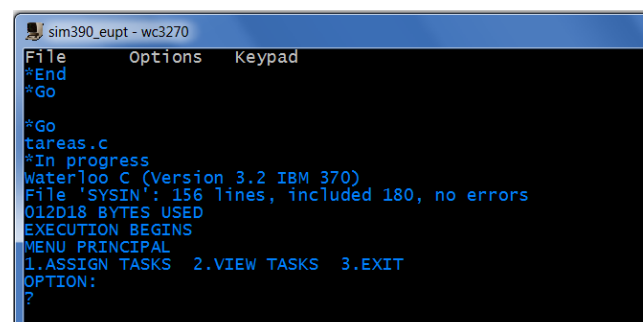 sim390_eupt - wc3270
File Options Keypad
*End
*Go
*Go
tareas.c
*In progress
Waterloo C (Version 3.2 IBM 370)
File 'SYSIN': 156 lines, included 180, no errors
012D18 BYTES USED
EXECUTION BEGINS
MENU PRINCIPAL
1.ASSIGN TASKS 2.VIEW TASKS 3.EXIT
OPTION:
?